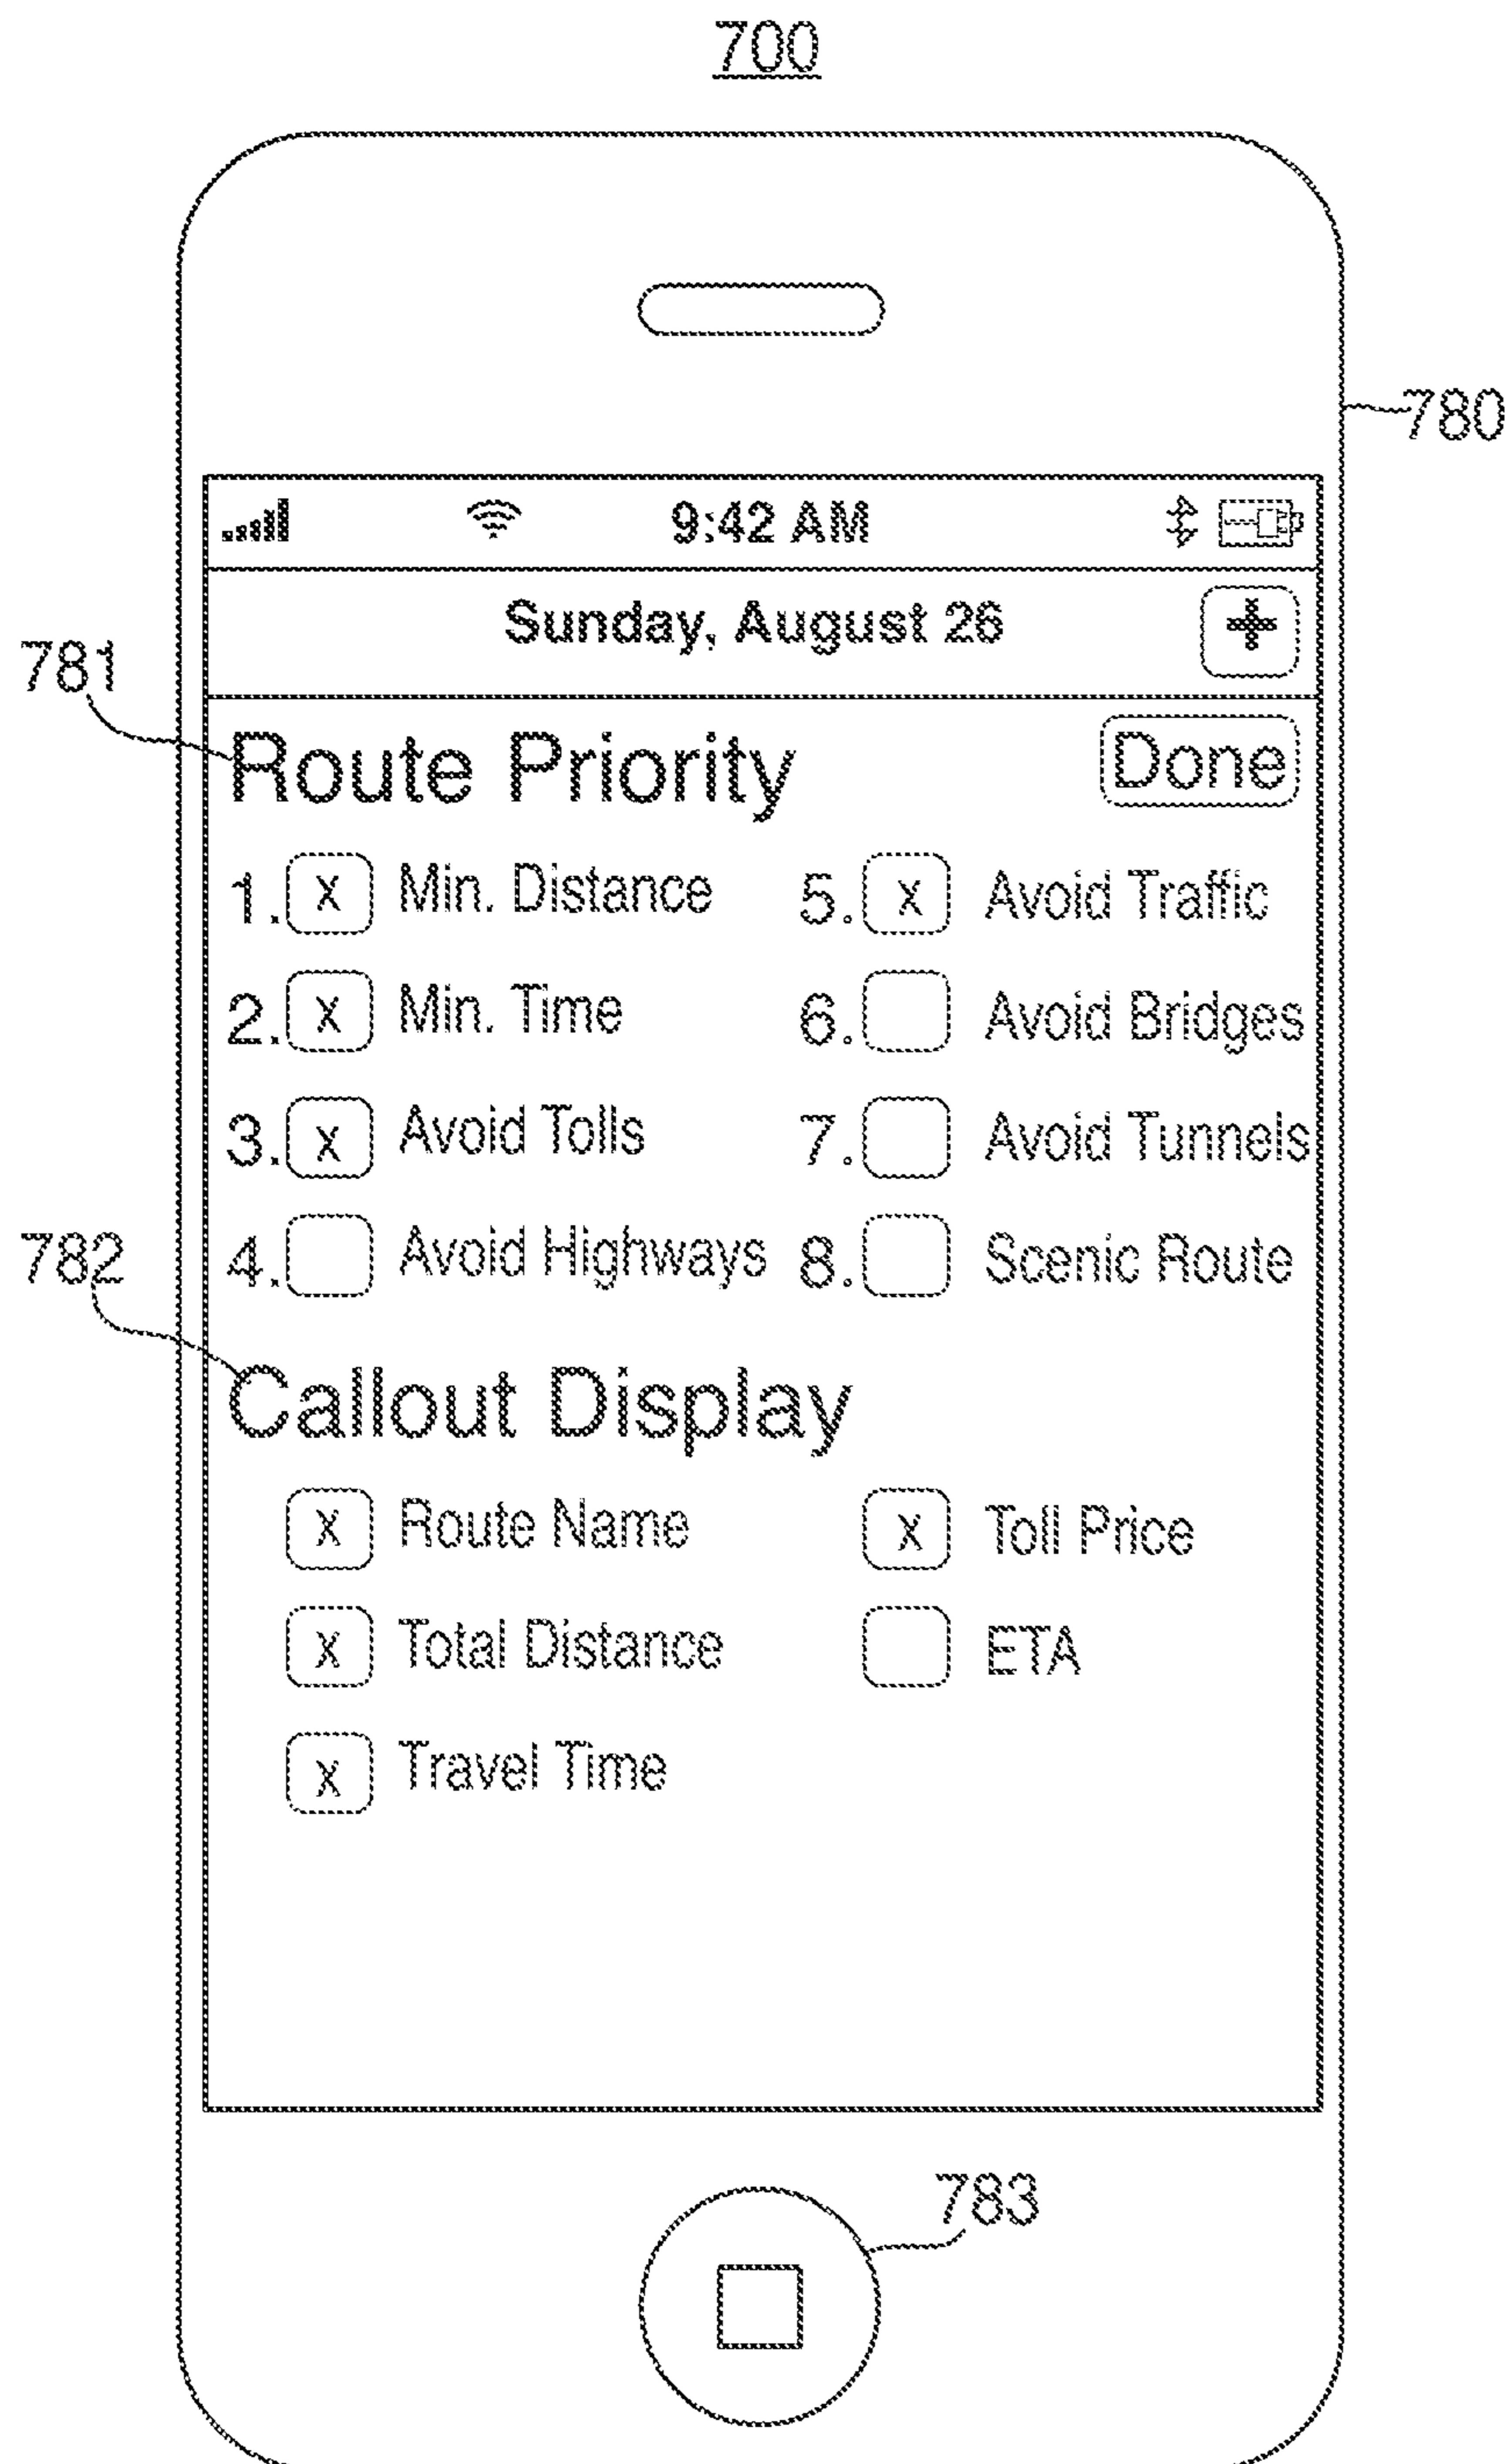 700
780
9:42 AM
Sunday, August 26
+
781
Route Priority
Done
1. X Min. Distance
5. X Avoid Traffic
2. X Min. Time
6. Avoid Bridges
3. X Avoid Tolls
7. Avoid Tunnels
4. Avoid Highways
8. Scenic Route
782
Callout Display
X Route Name
X Toll Price
X Total Distance
ETA
X Travel Time
783